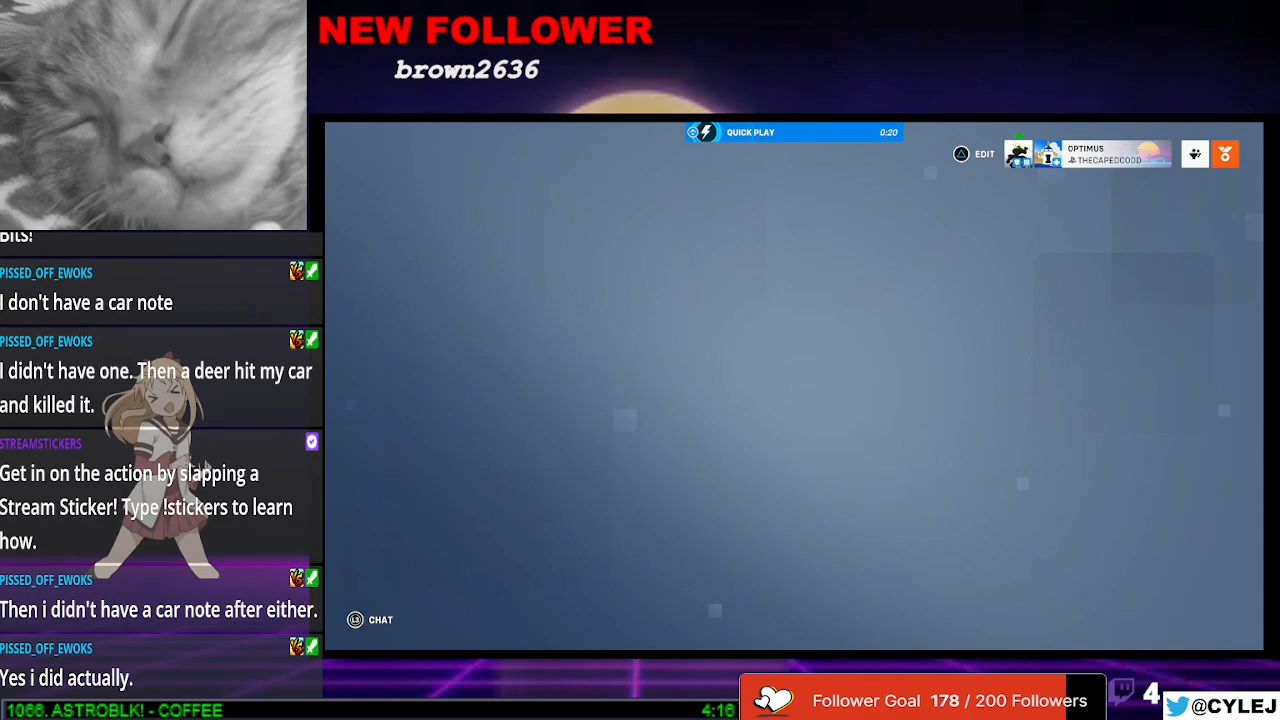 NEW FOLLOWER
brown2636
QUICK PLAY 0:20
EDIT
OPTIMUS
THECAPEDCODD
Bits!
PISSED_OFF_EWOKS
I don't have a car note
PISSED_OFF_EWOKS
I didn't have one. Then a deer hit my car
and killed it.
STREAMSTICKERS
Get in on the action by slapping a
Stream Sticker! Type !stickers to learn
how.
PISSED_OFF_EWOKS
Then i didn't have a car note after either.
PISSED_OFF_EWOKS
Yes i did actually.
L3 CHAT
1066. ASTROBLK! - COFFEE 4:16
Follower Goal 178 / 200 Followers
4
@CYLEJ